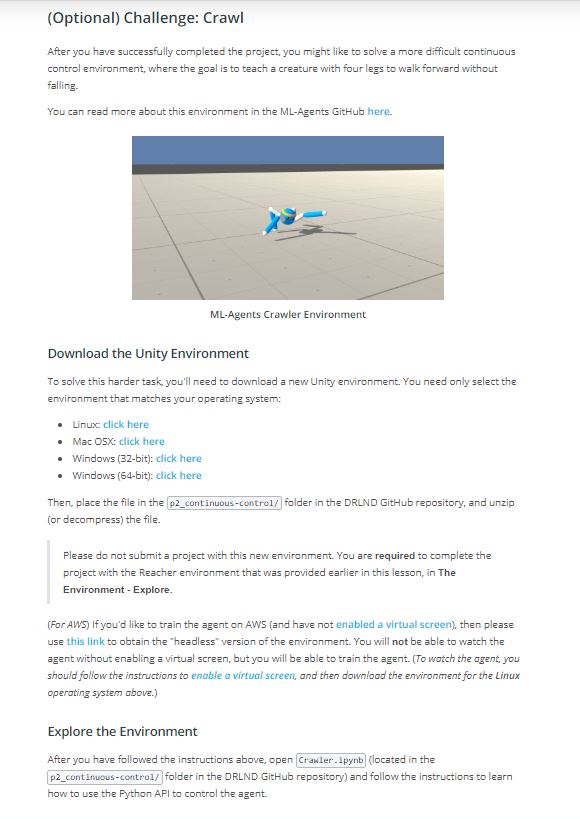 (Optional) Challenge: Crawl
After you have successfully completed the project, you might like to solve a more difficult continuous
control environment, where the goal is to teach a creature with four legs to walk forward without
falling.
You can read more about this environment in the ML-Agents GitHub here.
ML-Agents Crawler Environment
Download the Unity Environment
To solve this harder task, you'll need to download a new Unity environment. You need only select the
environment that matches your operating system:
• Linux: click here
• Mac OSX: click here
• Windows (32-bit): click here
• Windows (64-bit): click here
Then, place the file in the p2_continuous-control/ folder in the DRLND GitHub repository, and unzip
(or decompress) the file.
Please do not submit a project with this new environment. You are required to complete the
project with the Reacher environment that was provided earlier in this lesson, in The
Environment - Explore.
(For AWS) If you'd like to train the agent on AWS (and have not enabled a virtual screen), then please
use this link to obtain the "headless" version of the environment. You will not be able to watch the
agent without enabling a virtual screen, but you will be able to train the agent. (To watch the agent, you
should follow the instructions to enable a virtual screen, and then download the environment for the Linux
operating system above.)
Explore the Environment
After you have followed the instructions above, open Crawler.ipynb (located in the
p2_continuous-control/ folder in the DRLND GitHub repository) and follow the instructions to learn
how to use the Python API to control the agent.